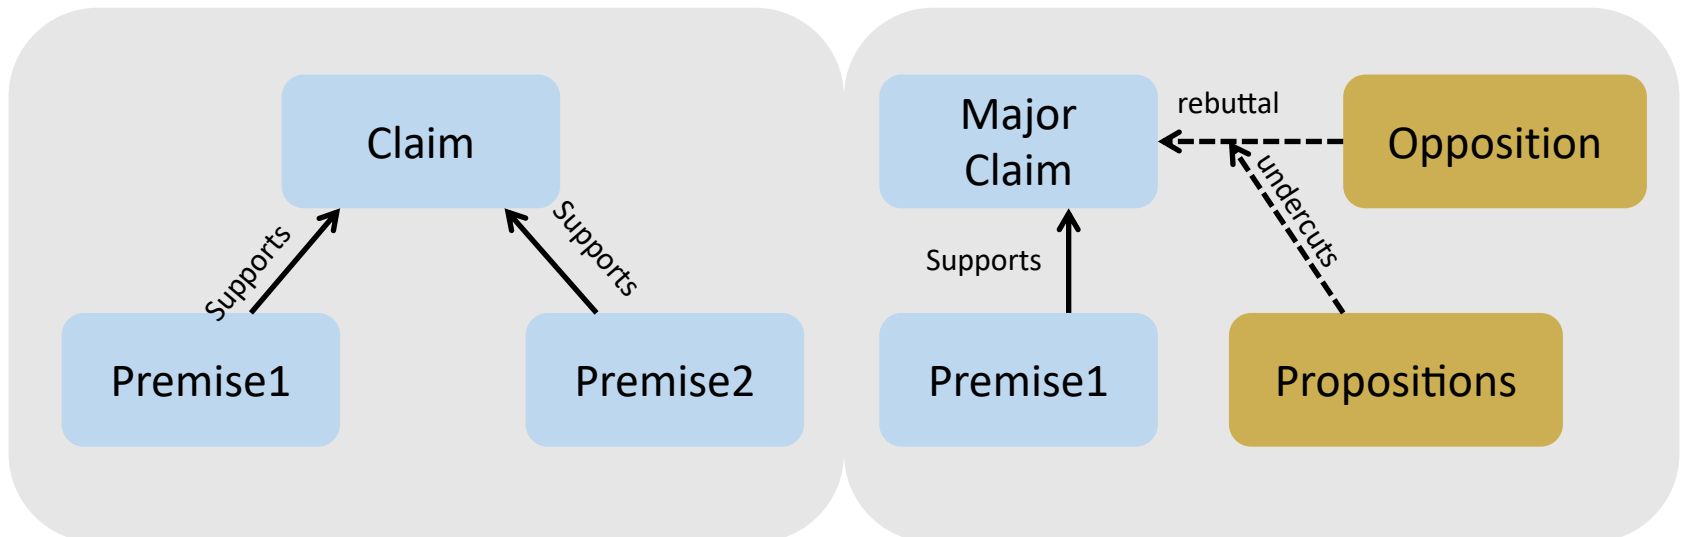 Claim
Supports
Supports
Premise1
Premise2
Major
Claim
rebuttal
Opposition
undercuts
Supports
Premise1
Propositions